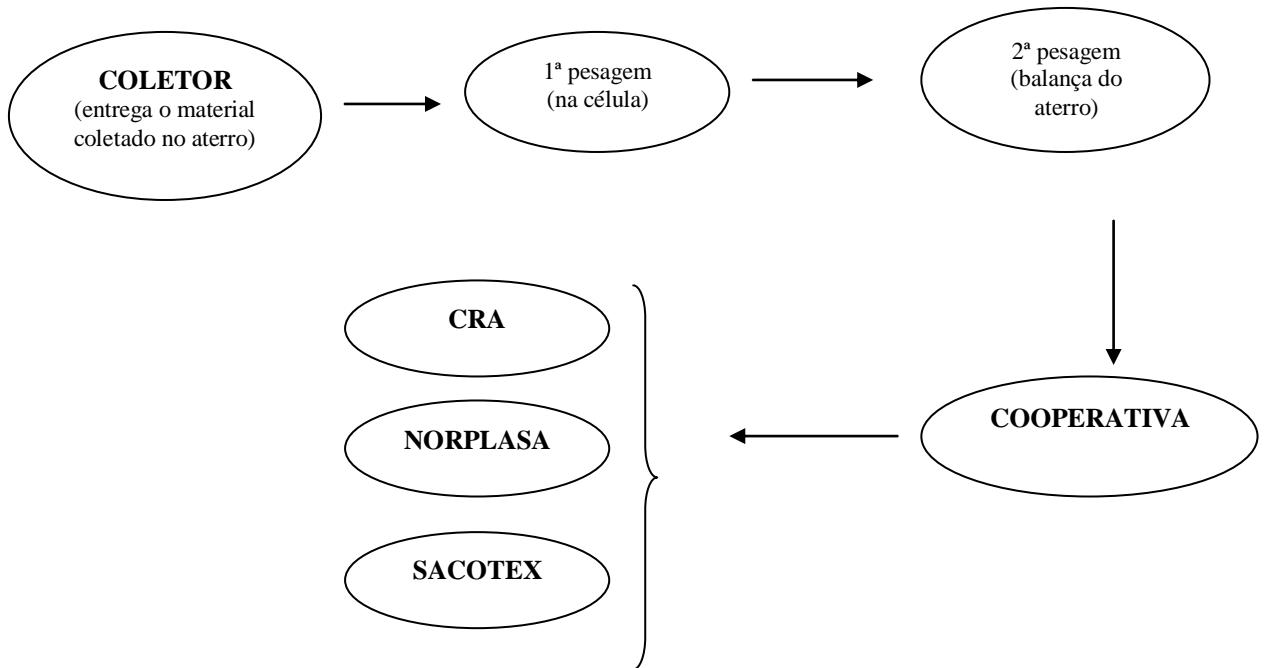 COLETOR
(entrega o material
coletado no aterro)
1ª pesagem
(na célula)
2ª pesagem
(balança do
aterro)
COOPERATIVA
CRA
NORPLASA
SACOTEX